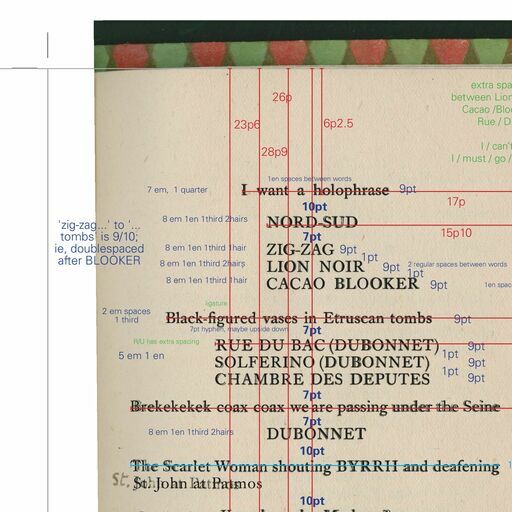 extra spa
between Lion
Cacao /Bloo
Rue / D
I / can't
I / must / go /
26p
23p6
6p2.5
28p9
1en spaces between words
7 em, 1 quarter I want a holophrase 9pt
17p
10pt
8 em 1en 1third 2hairs NORD-SUD
15p10
7pt
'zig-zag...' to '...
tombs' is 9/10;
ie, doublespaced
after BLOOKER
8 em 1en 1third 1hair ZIG-ZAG 9pt
1pt
8 em 1en 1third 2hairs LION NOIR 9pt 2 regular spaces between words
1pt
8 em 1en 1third 1hair CACAO BLOOKER 9pt 1en spac
ligature
2 em spaces
1 third
Black-figured vases in Etruscan tombs 9pt
7pt hyphen, maybe upside down
7pt
R/U has extra spacing
RUE DU BAC (DUBONNET) 9pt
1pt
5 em 1 en SOLFERINO (DUBONNET) 9pt
1pt
CHAMBRE DES DEPUTES 9pt
7pt
Brekekekek coax coax we are passing under the Seine
7pt
8 em 1en 1third 2hairs DUBONNET
10pt
The Scarlet Woman shouting BYRRH and deafening
St. John at Patmos
10pt